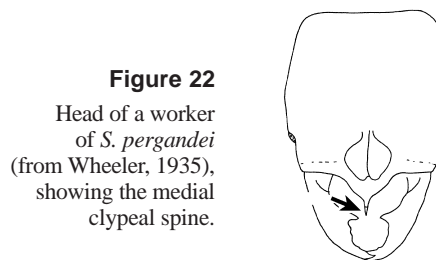 Figure 22
Head of a worker
of S. pergandei
(from Wheeler, 1935),
showing the medial
clypeal spine.